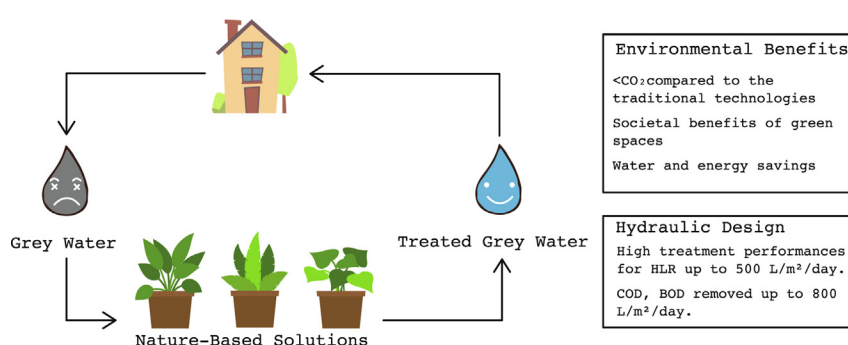 Environmental Benefits
<CO₂compared to the
traditional technologies
Societal benefits of green
spaces
Water and energy savings
Grey Water
Treated Grey Water
Nature-Based Solutions
Hydraulic Design
High treatment performances
for HLR up to 500 L/m²/day.
COD, BOD removed up to 800
L/m²/day.